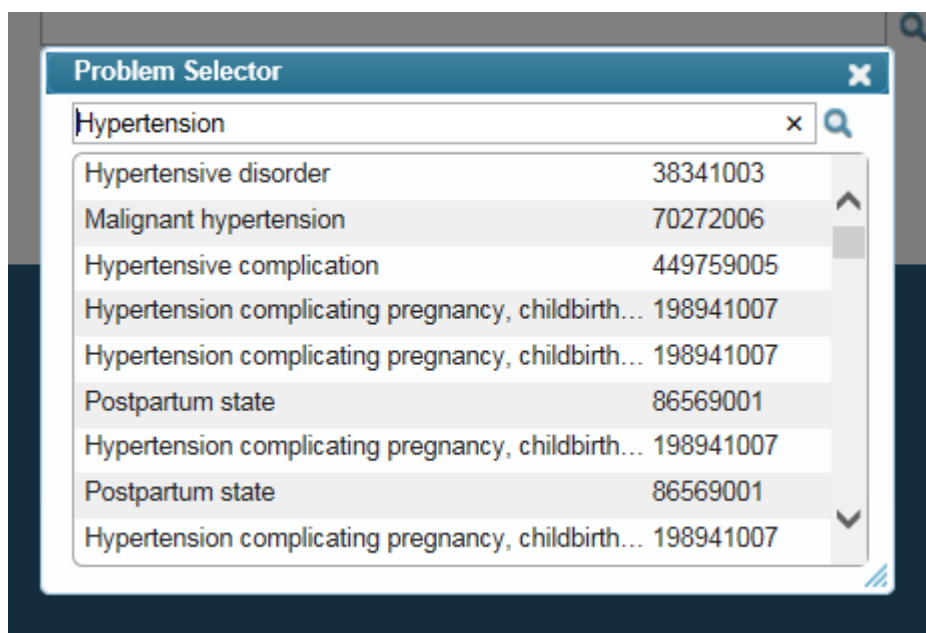 Problem Selector
Hypertension
Hypertensive disorder 38341003
Malignant hypertension 70272006
Hypertensive complication 449759005
Hypertension complicating pregnancy, childbirth... 198941007
Hypertension complicating pregnancy, childbirth... 198941007
Postpartum state 86569001
Hypertension complicating pregnancy, childbirth... 198941007
Postpartum state 86569001
Hypertension complicating pregnancy, childbirth... 198941007